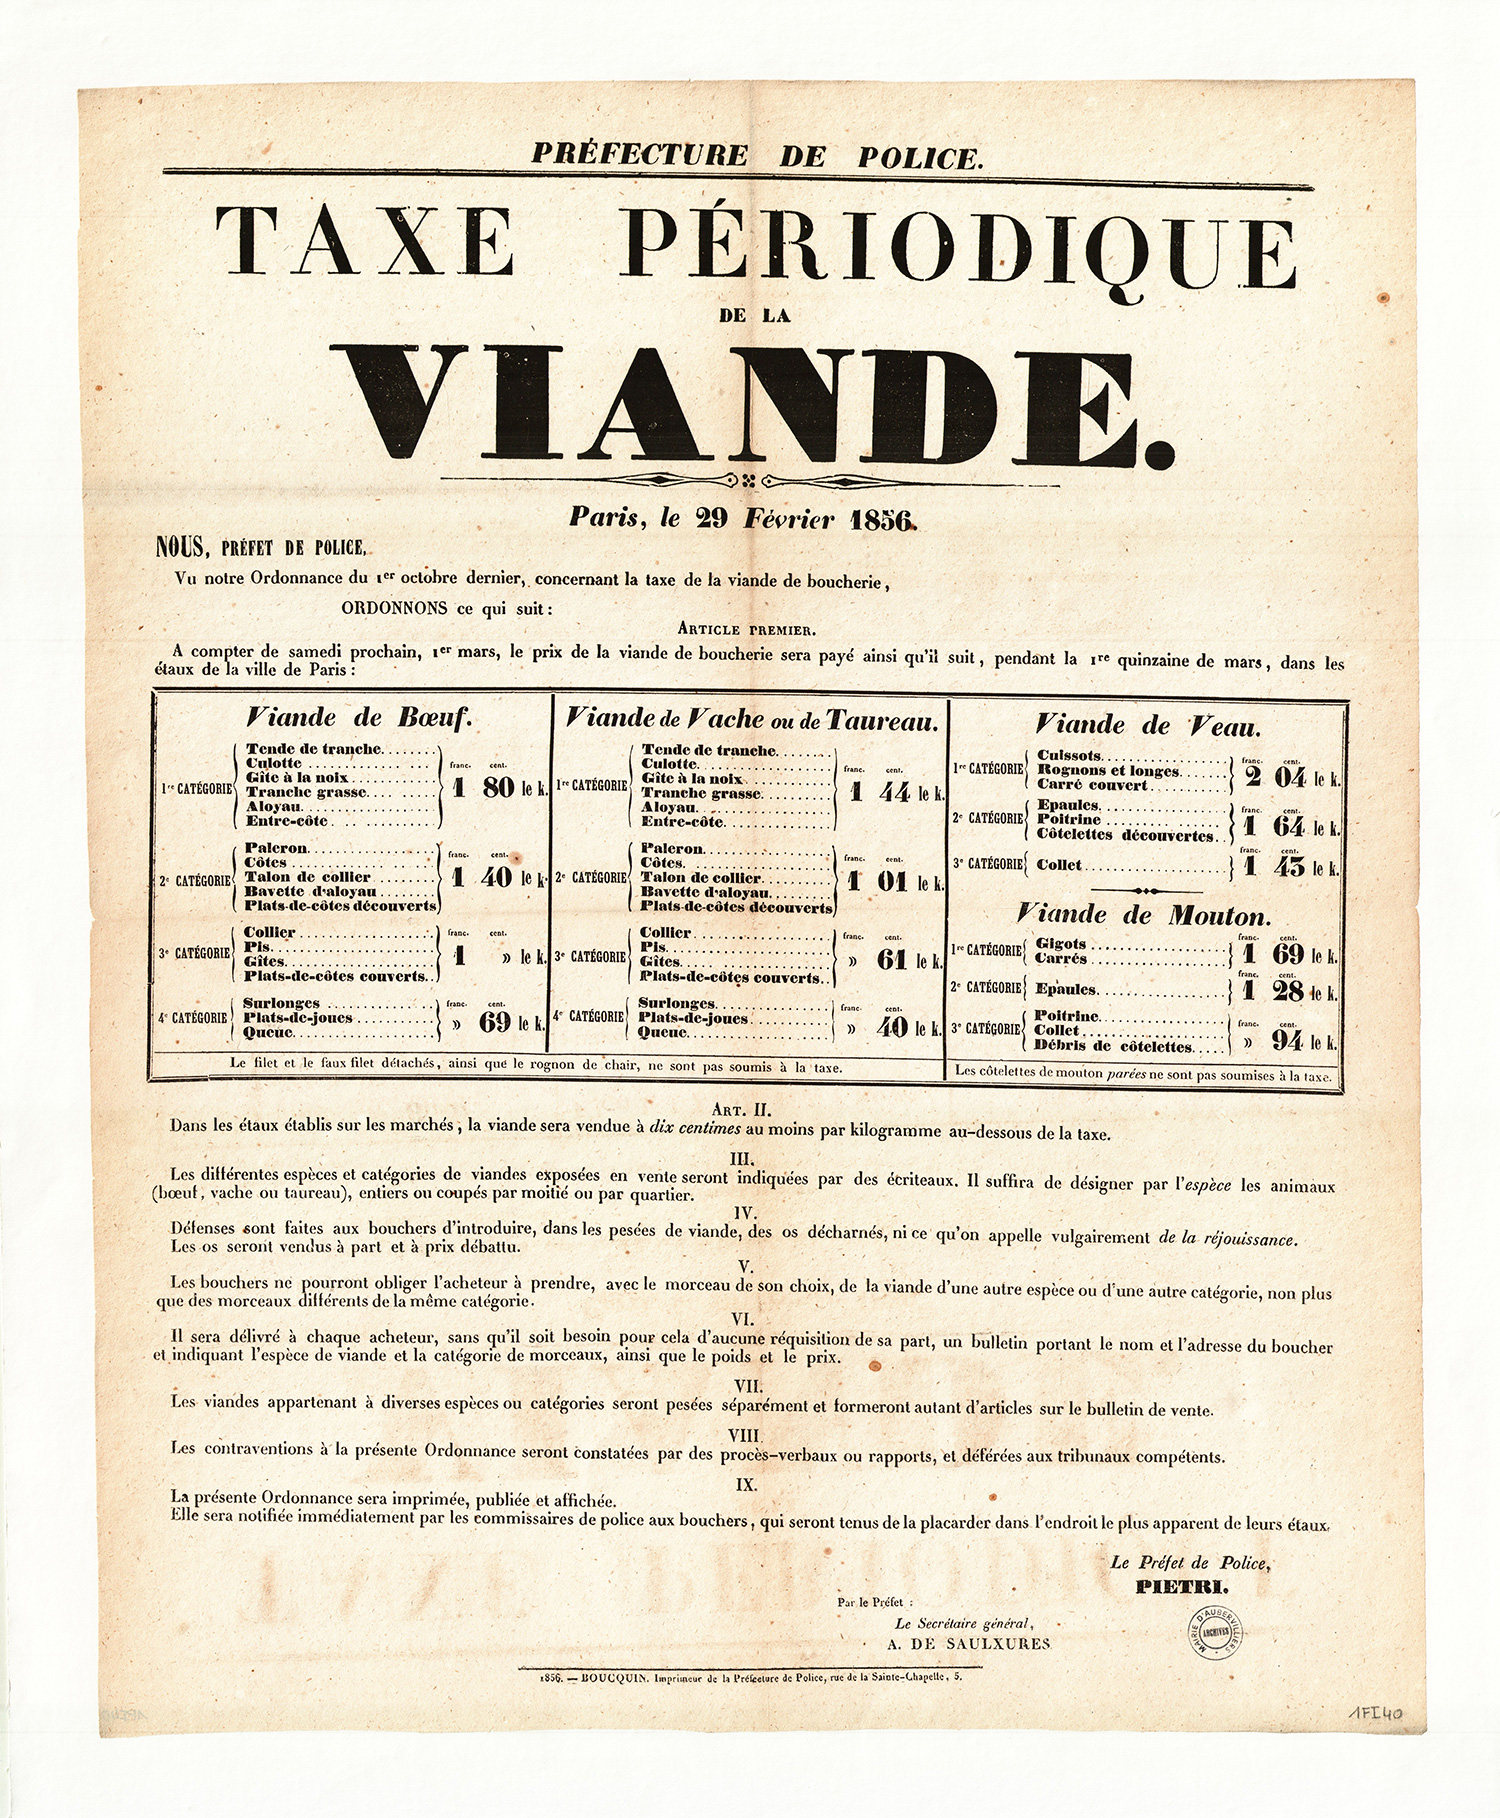 PRÉFECTURE DE POLICE.
TAXE PÉRIODIQUE
DE LA
VIANDE.
Paris, le 29 Février 1856.
NOUS, PRÉFET DE POLICE,
Vu notre Ordonnance du 1er octobre dernier, concernant la taxe de la viande de boucherie,
ORDONNONS ce qui suit :
ARTICLE PREMIER.
A compter de samedi prochain, 1er mars, le prix de la viande de boucherie sera payé ainsi qu'il suit, pendant la 1re quinzaine de mars, dans les
étaux de la ville de Paris :
Viande de Bœuf.
1re CATÉGORIE
Tende de tranche
Culotte
Gîte à la noix
Tranche grasse
Aloyau
Entre-côte
franc. cent.
1 80 le k.
2e CATÉGORIE
Paleron
Côtes
Talon de collier
Bavette d'aloyau
Plats-de-côtes découverts
franc. cent.
1 40 le k.
3e CATÉGORIE
Collier
Pis
Gîtes
Plats-de-côtes couverts
franc. cent.
1 » le k.
4e CATÉGORIE
Surlonges
Plats-de-joues
Queue
franc. cent.
» 69 le k.
Viande de Vache ou de Taureau.
1re CATÉGORIE
Tende de tranche
Culotte
Gîte à la noix
Tranche grasse
Aloyau
Entre-côte
franc. cent.
1 44 le k.
2e CATÉGORIE
Paleron
Côtes
Talon de collier
Bavette d'aloyau
Plats-de-côtes découverts
franc. cent.
1 01 le k.
3e CATÉGORIE
Collier
Pis
Gîtes
Plats-de-côtes couverts
franc. cent.
» 61 le k.
4e CATÉGORIE
Surlonges
Plats-de-joues
Queue
franc. cent.
» 40 le k.
Le filet et le faux filet détachés, ainsi que le rognon de chair, ne sont pas soumis à la taxe.
Viande de Veau.
1re CATÉGORIE
Cuissots
Rognons et longes
Carré couvert
franc. cent.
2 04 le k.
2e CATÉGORIE
Epaules
Poitrine
Côtelettes découvertes
franc. cent.
1 64 le k.
3e CATÉGORIE
Collet
franc. cent.
1 43 le k.
Viande de Mouton.
1re CATÉGORIE
Gigots
Carrés
franc. cent.
1 69 le k.
2e CATÉGORIE
Epaules
franc. cent.
1 28 le k.
3e CATÉGORIE
Poitrine
Collet
Débris de côtelettes
franc. cent.
» 94 le k.
Les côtelettes de mouton parées ne sont pas soumises à la taxe.
ART. II.
Dans les étaux établis sur les marchés, la viande sera vendue à dix centimes au moins par kilogramme au-dessous de la taxe.
III.
Les différentes espèces et catégories de viandes exposées en vente seront indiquées par des écriteaux. Il suffira de désigner par l'espèce les animaux
(bœuf, vache ou taureau), entiers ou coupés par moitié ou par quartier.
IV.
Défenses sont faites aux bouchers d'introduire, dans les pesées de viande, des os décharnés, ni ce qu'on appelle vulgairement de la réjouissance.
Les os seront vendus à part et à prix débattu.
V.
Les bouchers ne pourront obliger l'acheteur à prendre, avec le morceau de son choix, de la viande d'une autre espèce ou d'une autre catégorie, non plus
que des morceaux différents de la même catégorie.
VI.
Il sera délivré à chaque acheteur, sans qu'il soit besoin pour cela d'aucune réquisition de sa part, un bulletin portant le nom et l'adresse du boucher
et indiquant l'espèce de viande et la catégorie de morceaux, ainsi que le poids et le prix.
VII.
Les viandes appartenant à diverses espèces ou catégories seront pesées séparément et formeront autant d'articles sur le bulletin de vente.
VIII.
Les contraventions à la présente Ordonnance seront constatées par des procès-verbaux ou rapports, et déférées aux tribunaux compétents.
IX.
La présente Ordonnance sera imprimée, publiée et affichée.
Elle sera notifiée immédiatement par les commissaires de police aux bouchers, qui seront tenus de la placarder dans l'endroit le plus apparent de leurs étaux.
Le Préfet de Police,
PIETRI.
Par le Préfet :
Le Secrétaire général,
A. DE SAULXURES
MAIRIE D'AUBERVILLIERS
ARCHIVES
1856. — BOUCQUIN, Imprimeur de la Préfecture de Police, rue de la Sainte-Chapelle, 5.
1FI40